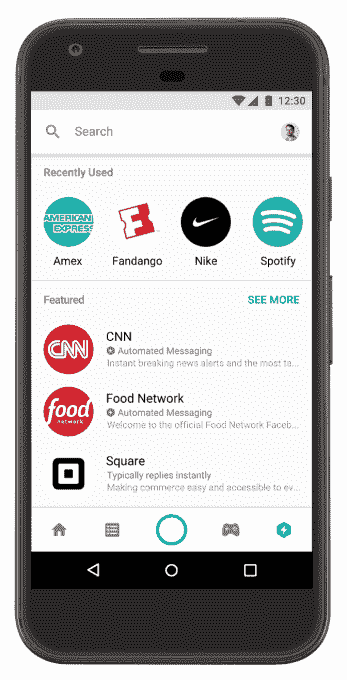 12:30
Search
Recently Used
AMERICAN
EXPRESS
F
Amex
Fandango
Nike
Spotify
Featured
SEE MORE
CNN
CNN
Automated Messaging
Instant breaking news alerts and the most ta...
food
network
Food Network
Automated Messaging
Welcome to the official Food Network Faceb...
Square
Typically replies instantly
Making commerce easy and accessible to ev...